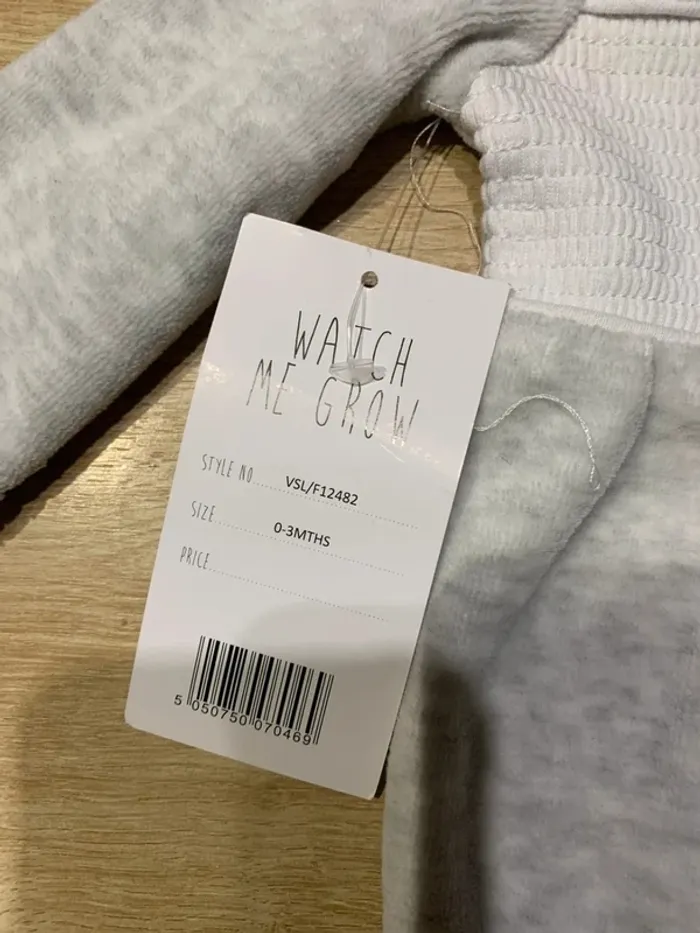 WATCH
ME GROW
STYLE NO VSL/F12482
SIZE 0-3MTHS
PRICE
5 050750 070469